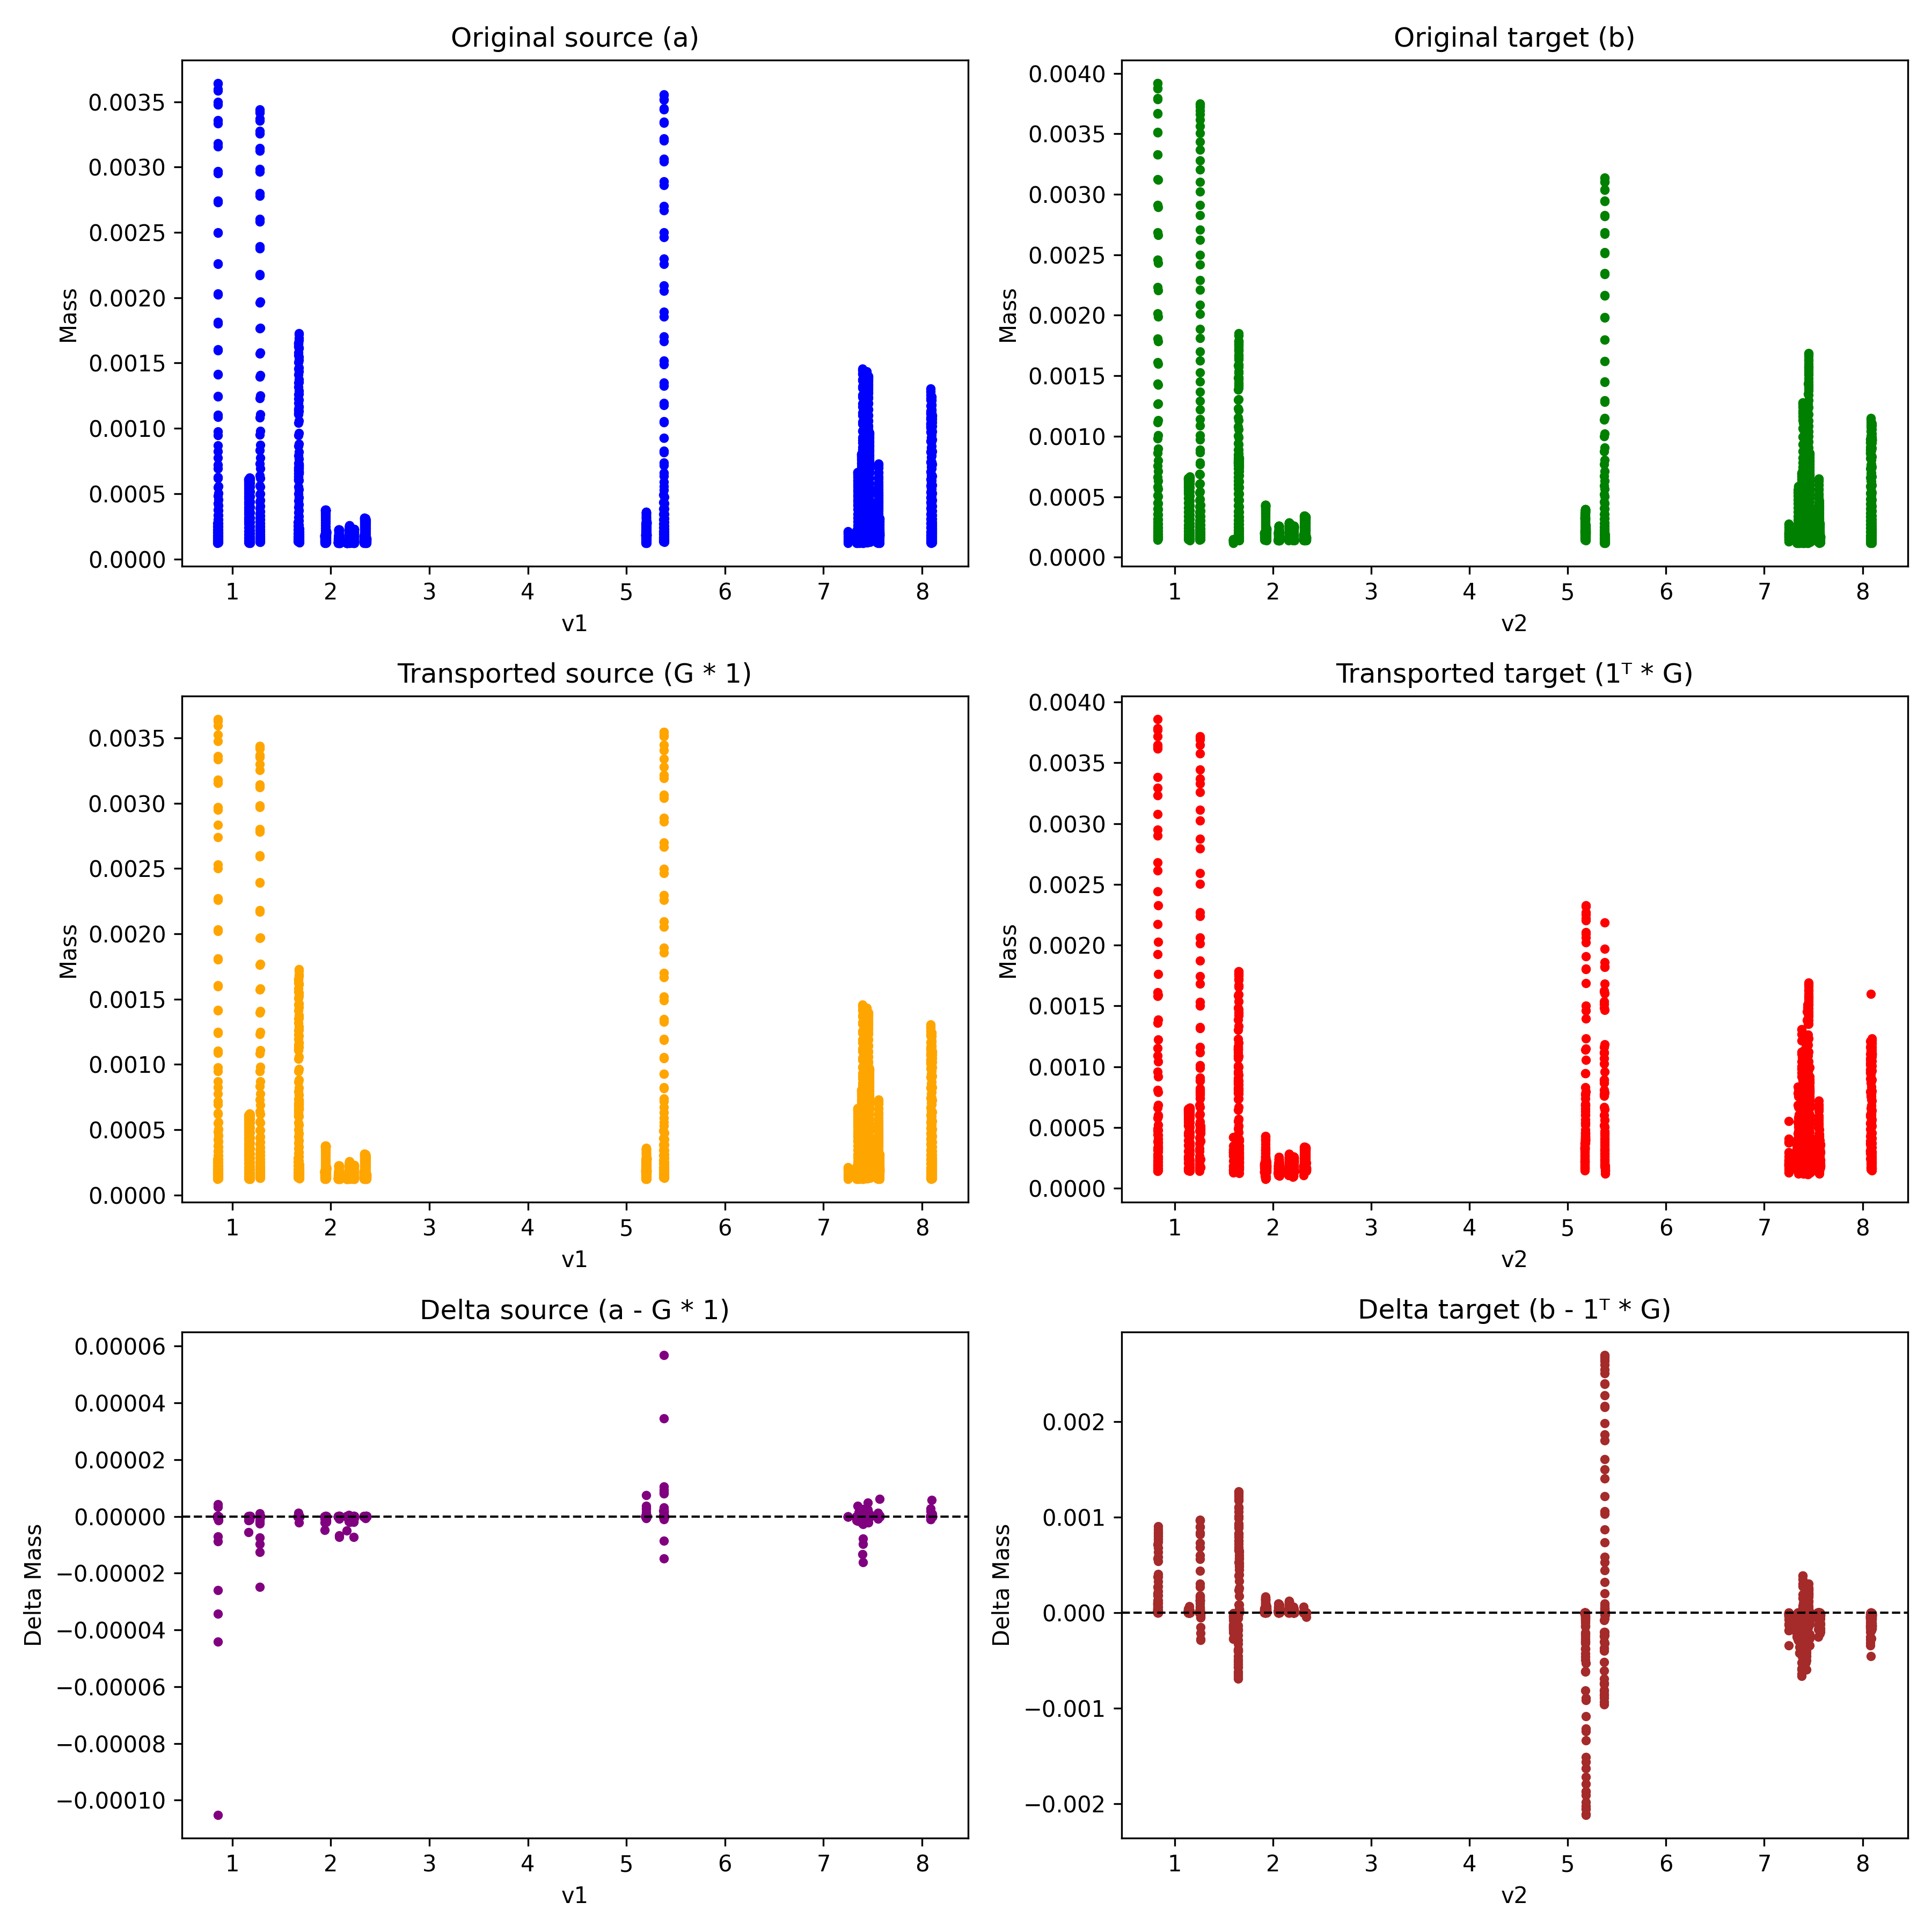 Original source (a)
Mass
0.0035
0.0030
0.0025
0.0020
0.0015
0.0010
0.0005
0.0000
1 2 3 4 5 6 7 8
v1
Original target (b)
Mass
0.0040
0.0035
0.0030
0.0025
0.0020
0.0015
0.0010
0.0005
0.0000
1 2 3 4 5 6 7 8
v2
Transported source (G * 1)
Mass
0.0035
0.0030
0.0025
0.0020
0.0015
0.0010
0.0005
0.0000
1 2 3 4 5 6 7 8
v1
Transported target (1ᵀ * G)
Mass
0.0040
0.0035
0.0030
0.0025
0.0020
0.0015
0.0010
0.0005
0.0000
1 2 3 4 5 6 7 8
v2
Delta source (a - G * 1)
Delta Mass
0.00006
0.00004
0.00002
0.00000
−0.00002
−0.00004
−0.00006
−0.00008
−0.00010
1 2 3 4 5 6 7 8
v1
Delta target (b - 1ᵀ * G)
Delta Mass
0.002
0.001
0.000
−0.001
−0.002
1 2 3 4 5 6 7 8
v2